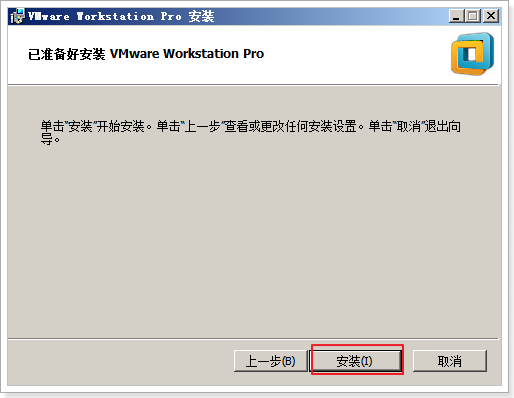 VMware Workstation Pro 安装
已准备好安装 VMware Workstation Pro
单击“安装”开始安装。单击“上一步”查看或更改任何安装设置。单击“取消”退出向
导。
上一步(B)
安装(I)
取消